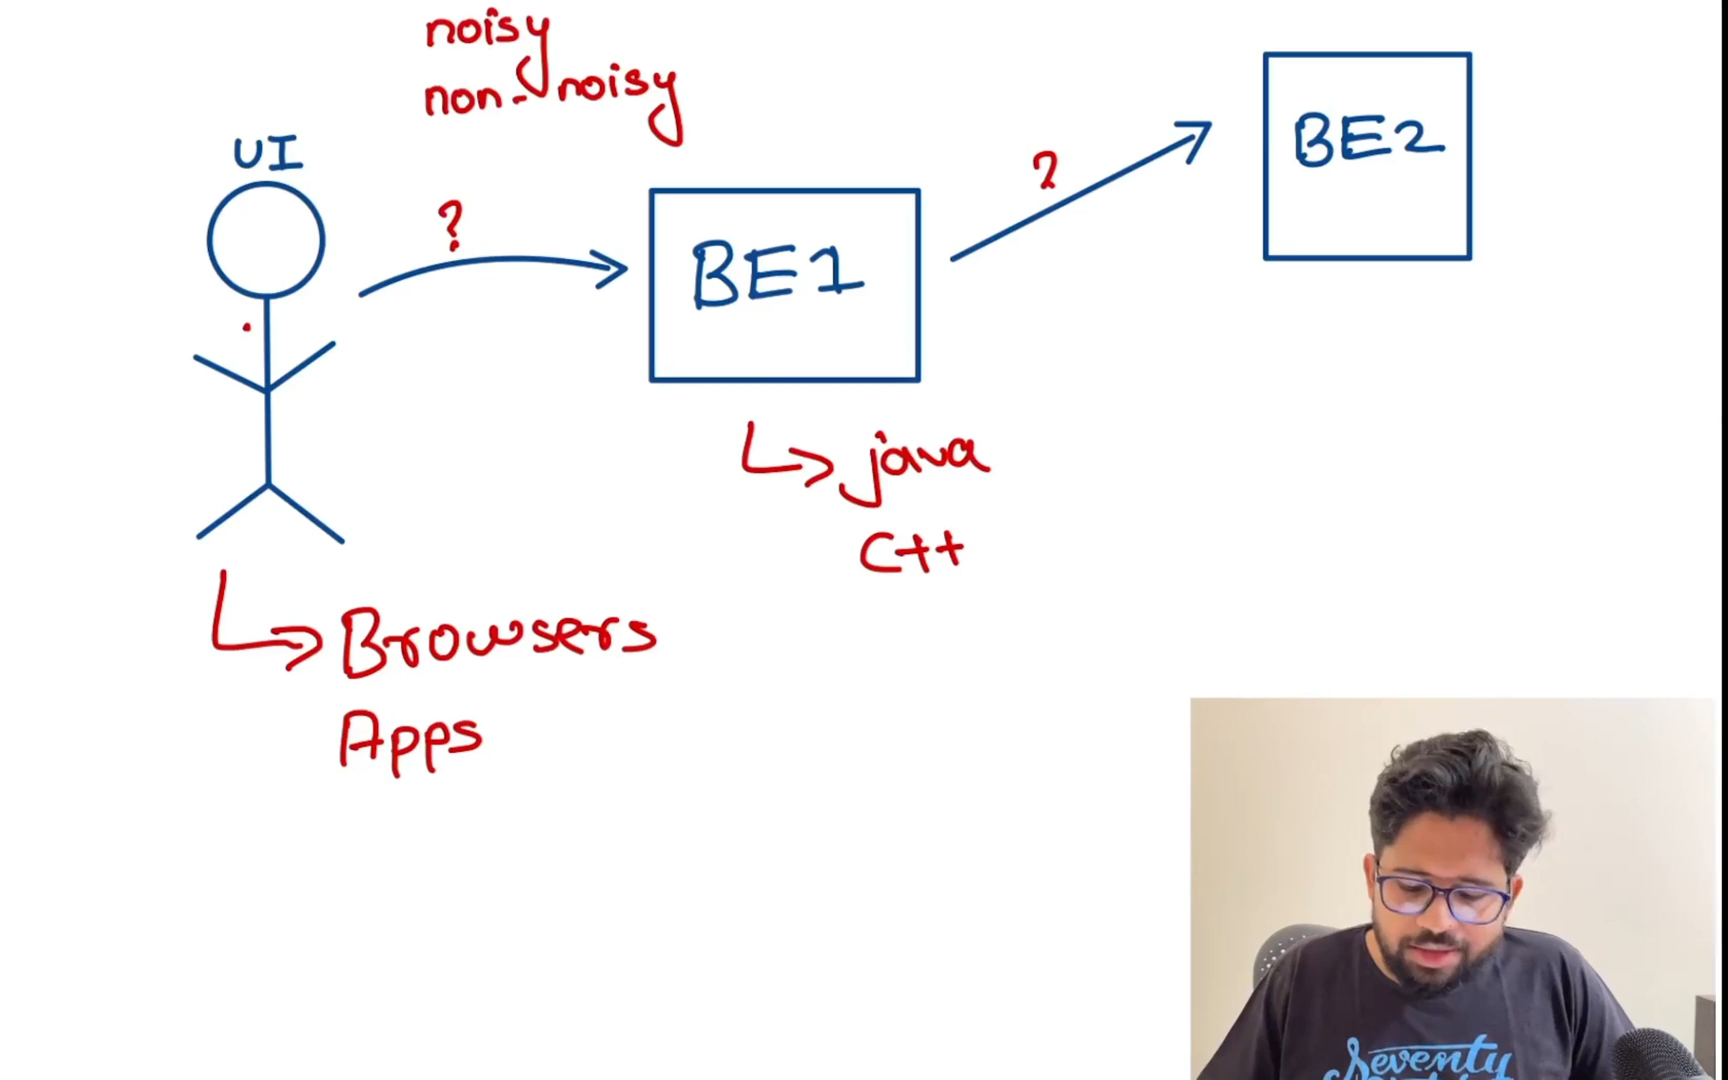 noisy
non-noisy
UI
?
BE1
?
BE2
java
C++
Browsers
Apps
Seventy